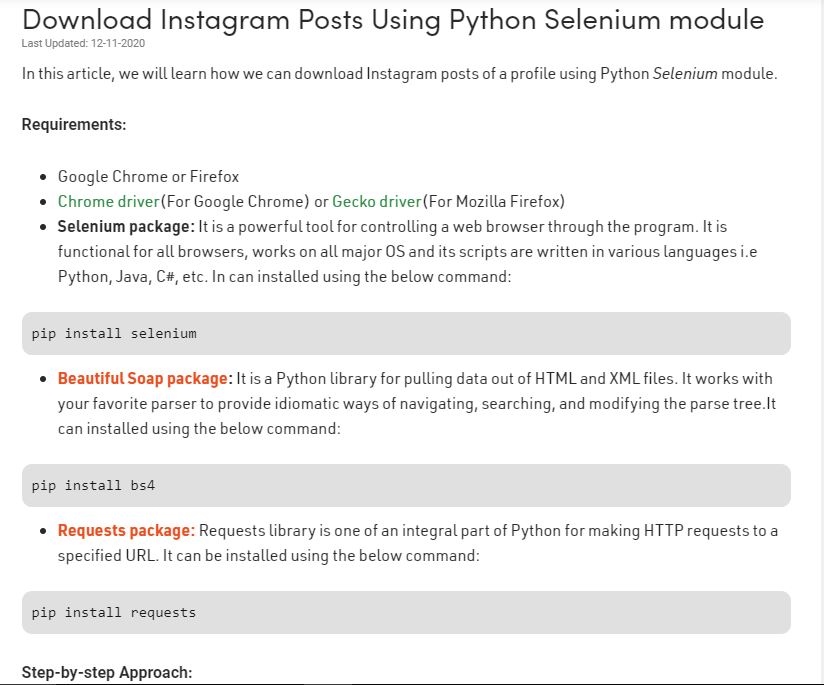 Download Instagram Posts Using Python Selenium module
Last Updated: 12-11-2020
In this article, we will learn how we can download Instagram posts of a profile using Python Selenium module.
Requirements:
Google Chrome or Firefox
Chrome driver(For Google Chrome) or Gecko driver(For Mozilla Firefox)
Selenium package: It is a powerful tool for controlling a web browser through the program. It is
functional for all browsers, works on all major OS and its scripts are written in various languages i.e
Python, Java, C#, etc. In can installed using the below command:
pip install selenium
Beautiful Soap package: It is a Python library for pulling data out of HTML and XML files. It works with
your favorite parser to provide idiomatic ways of navigating, searching, and modifying the parse tree.It
can installed using the below command:
pip install bs4
Requests package: Requests library is one of an integral part of Python for making HTTP requests to a
specified URL. It can be installed using the below command:
pip install requests
Step-by-step Approach: